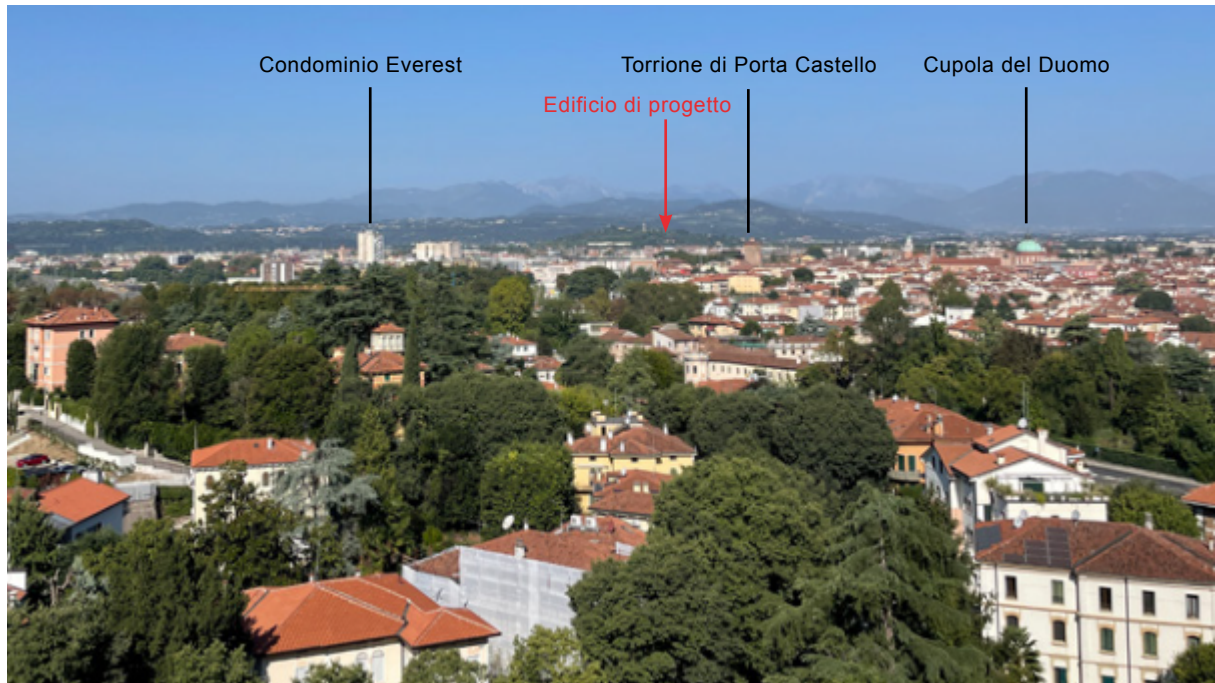 Condominio Everest
Torrione di Porta Castello
Cupola del Duomo
Edificio di progetto